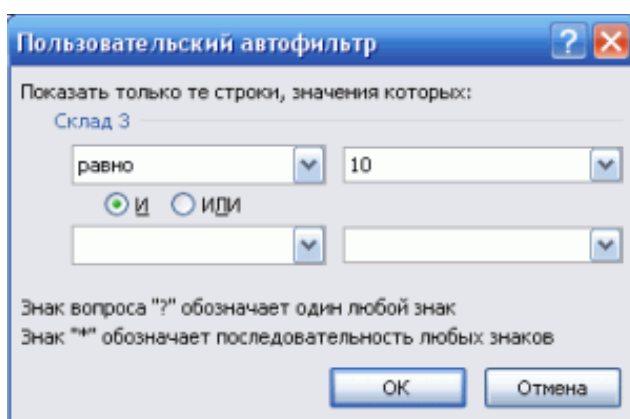 Пользовательский автофильтр
Показать только те строки, значения которых:
Склад 3
равно 10
И ИЛИ
Знак вопроса "?" обозначает один любой знак
Знак "*" обозначает последовательность любых знаков
ОК Отмена